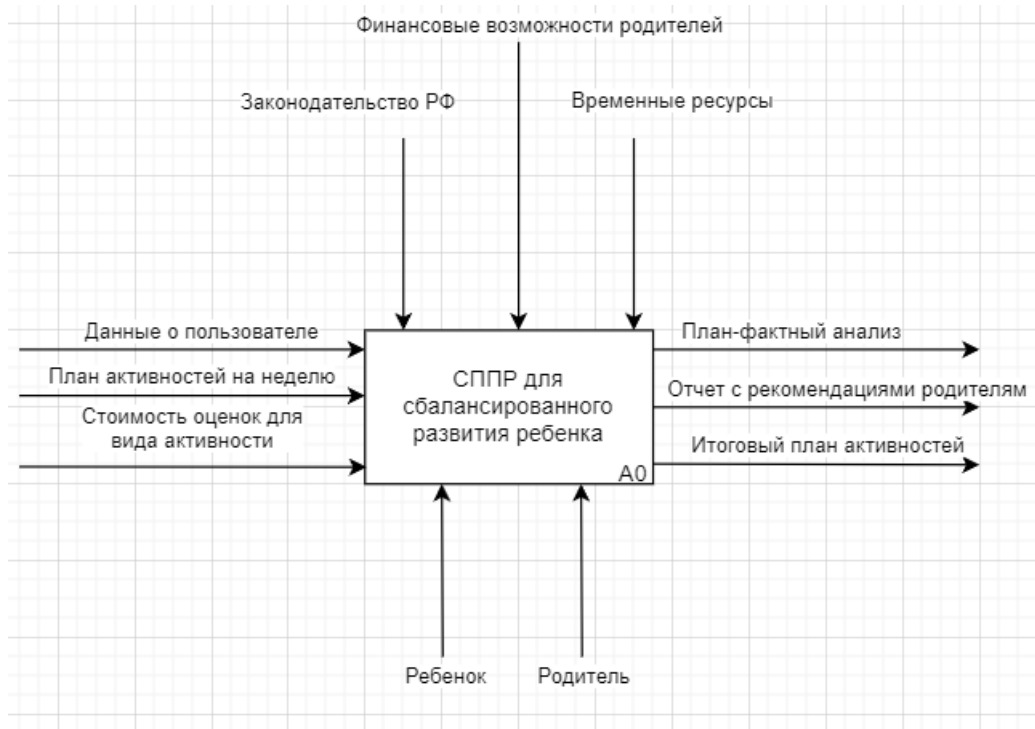 Финансовые возможности родителей
Законодательство РФ
Временные ресурсы
Данные о пользователе
План активностей на неделю
Стоимость оценок для
вида активности
СППР для
сбалансированного
развития ребенка
А0
План-фактный анализ
Отчет с рекомендациями родителям
Итоговый план активностей
Ребенок
Родитель